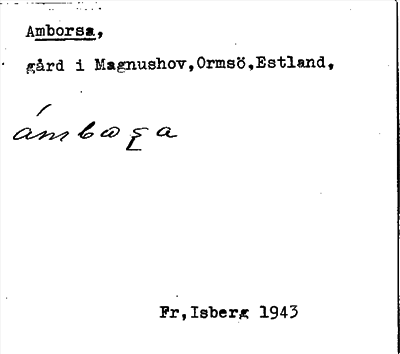 Amborsa,
gård i Magnushov,Ormsö,Estland.
Fr,Isberg 1943